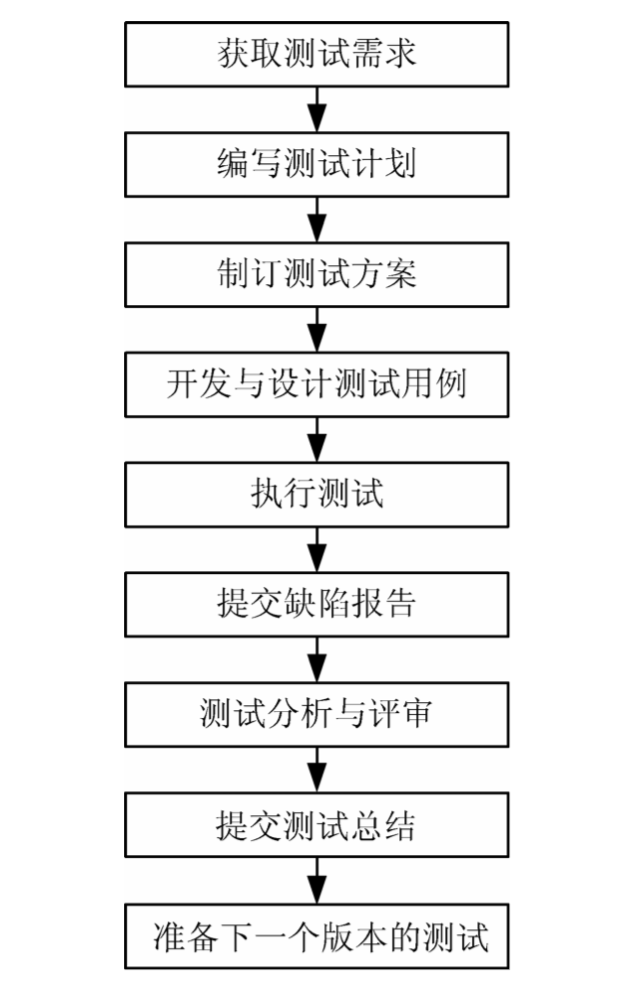 获取测试需求
编写测试计划
制订测试方案
开发与设计测试用例
执行测试
提交缺陷报告
测试分析与评审
提交测试总结
准备下一个版本的测试